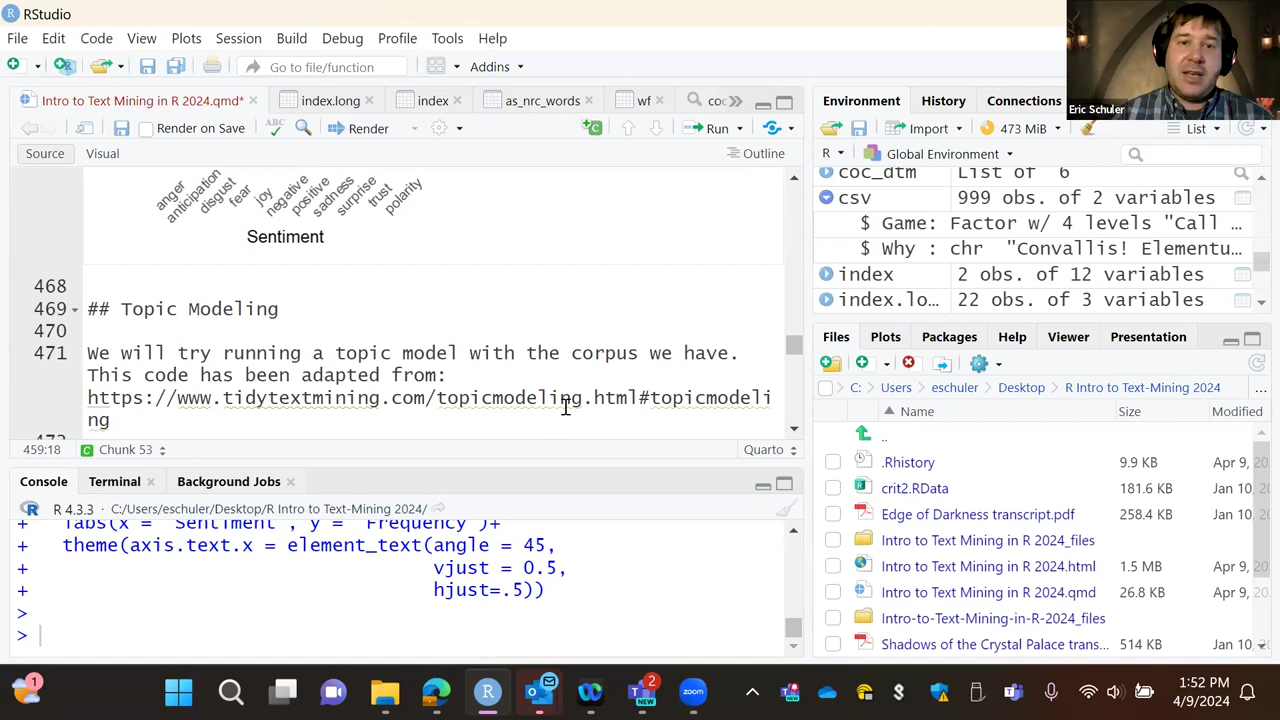 RStudio
File Edit Code View Plots Session Build Debug Profile Tools Help
Go to file/function
Addins
Intro to Text Mining in R 2024.qmd*
index.long
index
as_nrc_words
wf
coc
Render on Save
Render
Run
Source
Visual
Outline
anger
anticipation
disgust
fear
joy
negative
positive
sadness
surprise
trust
polarity
Sentiment
468
469 ## Topic Modeling
470
471 We will try running a topic model with the corpus we have.
This code has been adapted from:
https://www.tidytextmining.com/topicmodeling.html#topicmodeli
ng
459:18
Chunk 53
Quarto
Console
Terminal
Background Jobs
R 4.3.3 · C:/Users/eschuler/Desktop/R Intro to Text-Mining 2024/
+ labs(x = "Sentiment", y = "Frequency")+
+ theme(axis.text.x = element_text(angle = 45,
+ vjust = 0.5,
+ hjust=.5))
>
>
Eric Schuler
Environment
History
Connections
Import
473 MiB
List
R
Global Environment
coc_dtm List of 6
csv 999 obs. of 2 variables
$ Game: Factor w/ 4 levels "Call …
$ Why : chr "Convallis! Elementu…
index 2 obs. of 12 variables
index.lo… 22 obs. of 3 variables
Files Plots Packages Help Viewer Presentation
C: Users eschuler Desktop R Intro to Text-Mining 2024
...
Name Size Modified
..
.Rhistory 9.9 KB Apr 9, 20
crit2.RData 181.6 KB Jan 10,
Edge of Darkness transcript.pdf 258.4 KB Jan 10,
Intro to Text Mining in R 2024_files
Intro to Text Mining in R 2024.html 1.5 MB Apr 9,
Intro to Text Mining in R 2024.qmd 26.8 KB Apr 9,
Intro-to-Text-Mining-in-R-2024_files
Shadows of the Crystal Palace trans... 514 KB Jan 10,
1
2
NEW
zoom
NEW
1:52 PM
4/9/2024